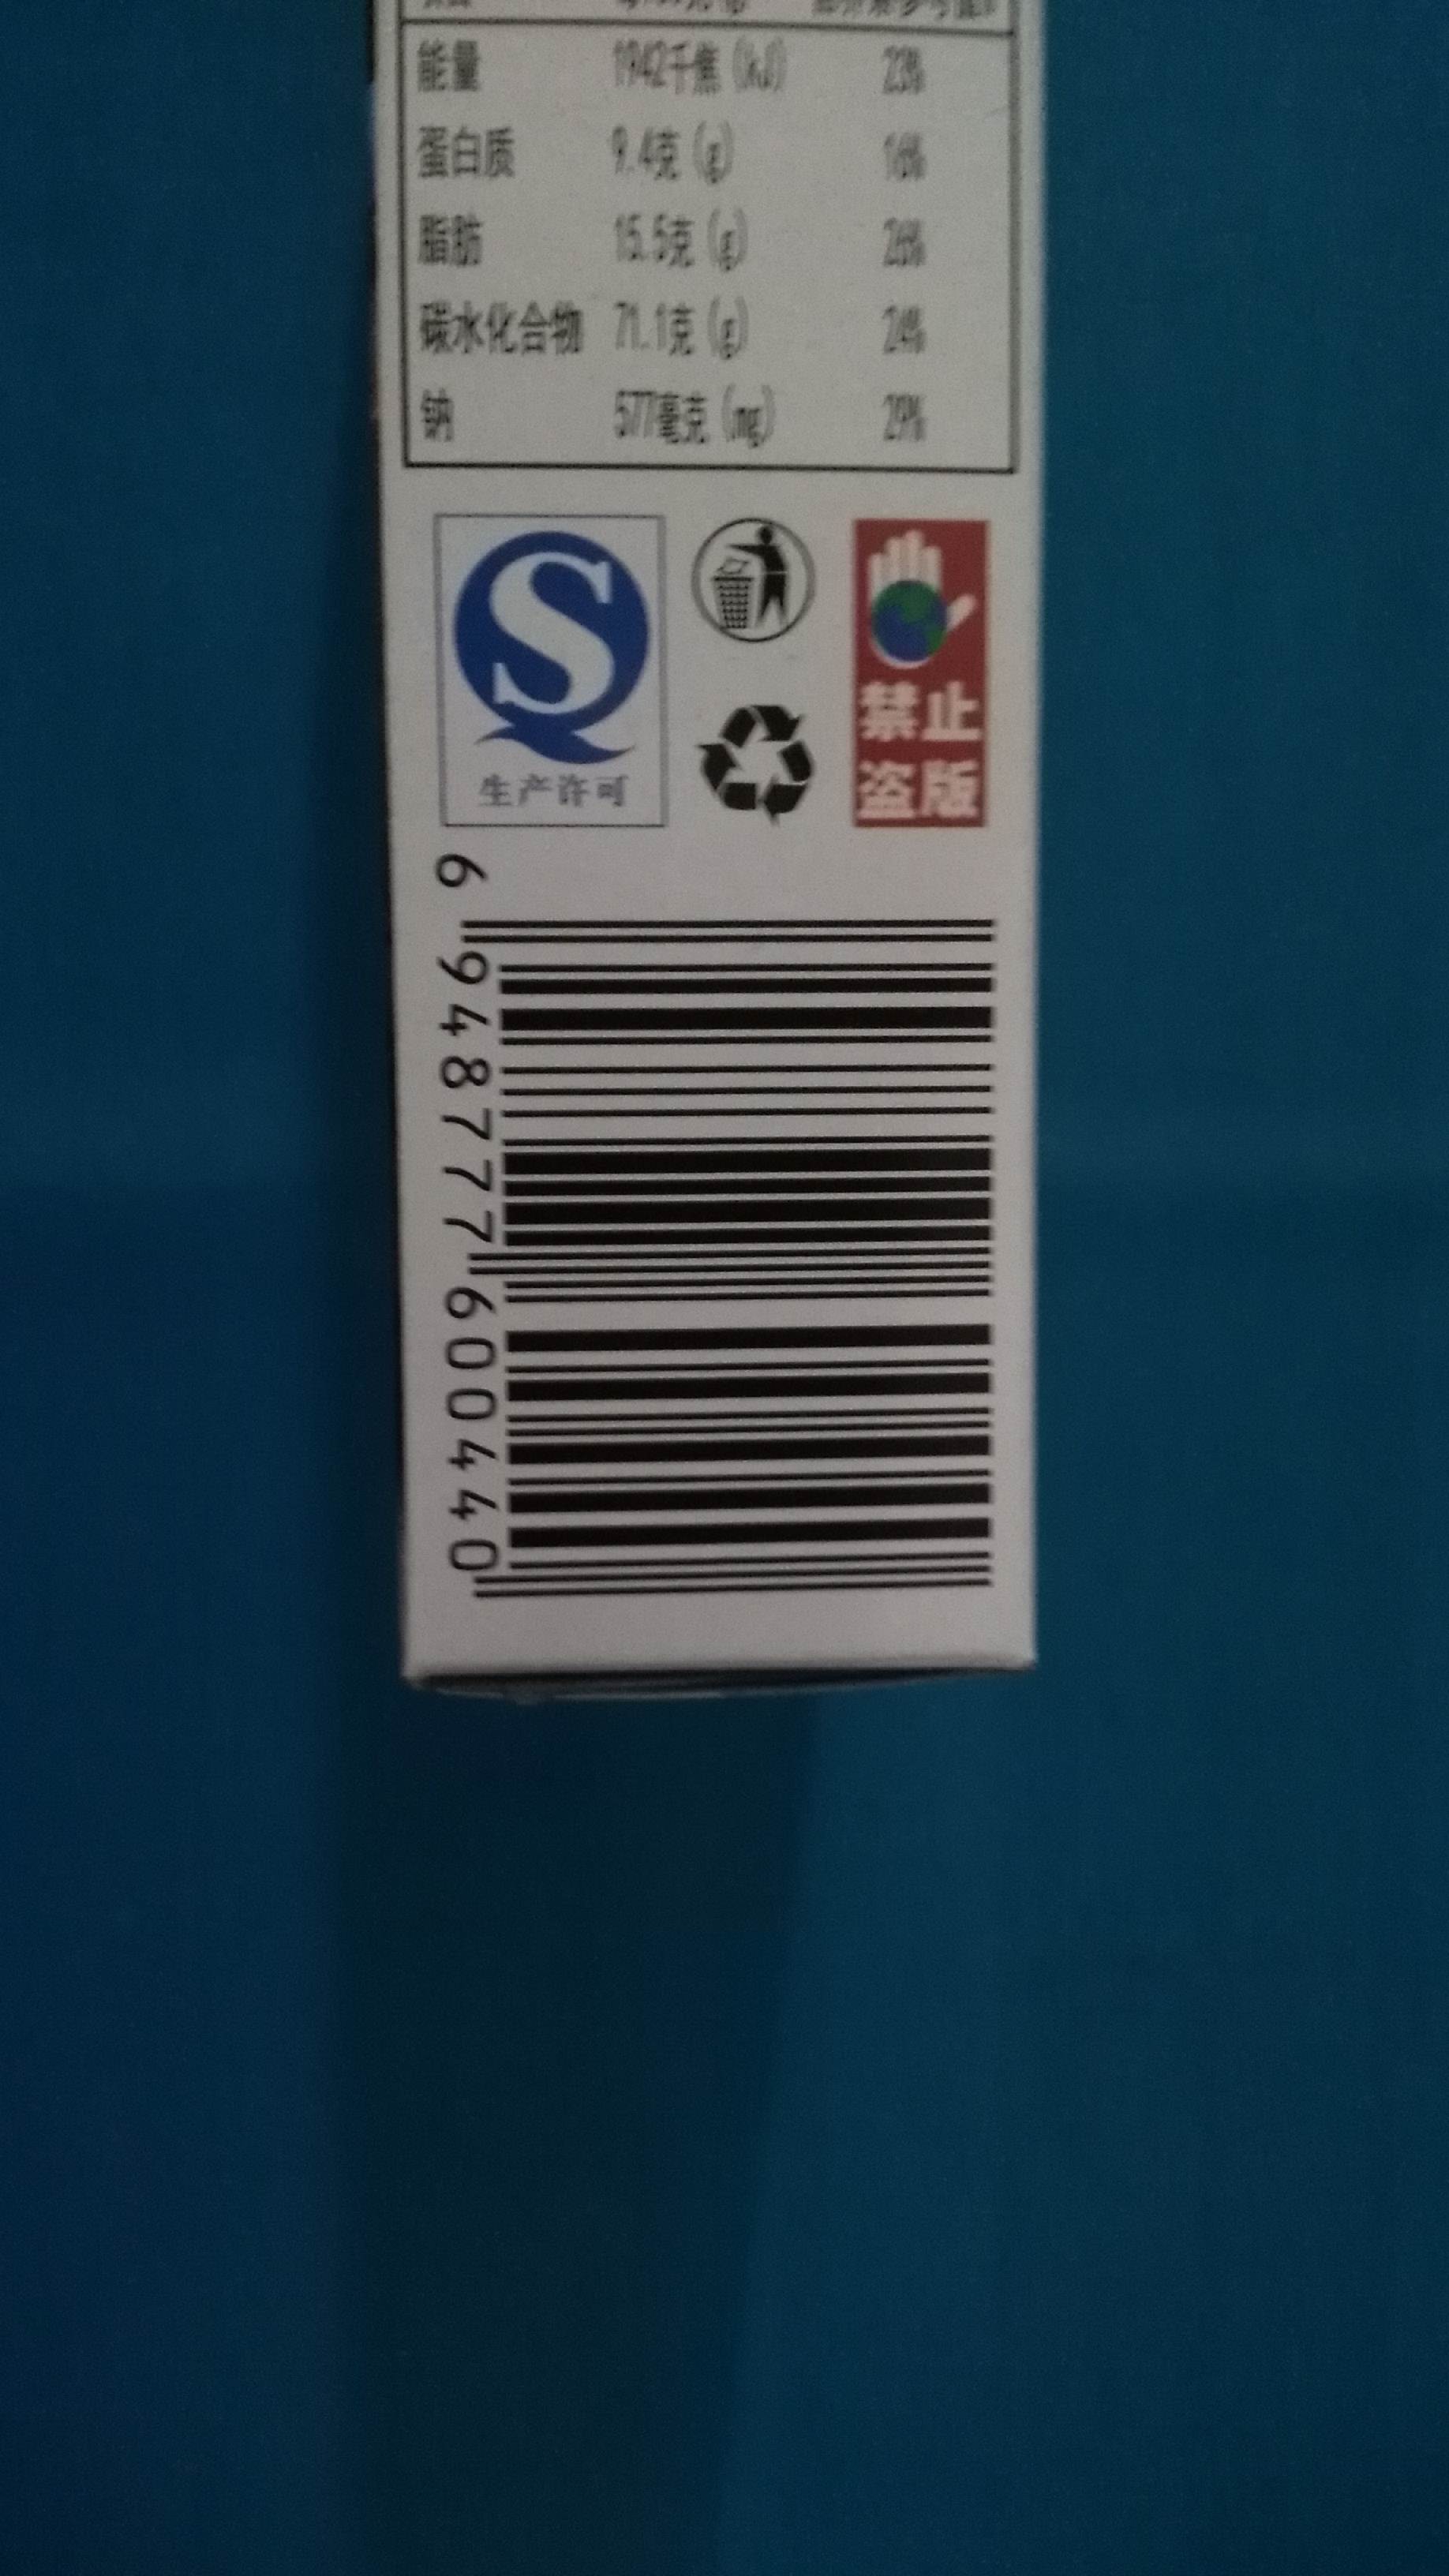 能量 1942千焦 (kJ) 23%
蛋白质 9.4克 (g) 16%
脂肪 15.5克 (g) 26%
碳水化合物 71.1克 (g) 24%
钠 577毫克 (mg) 29%
生产许可
禁止
盗版
6 948777 600440